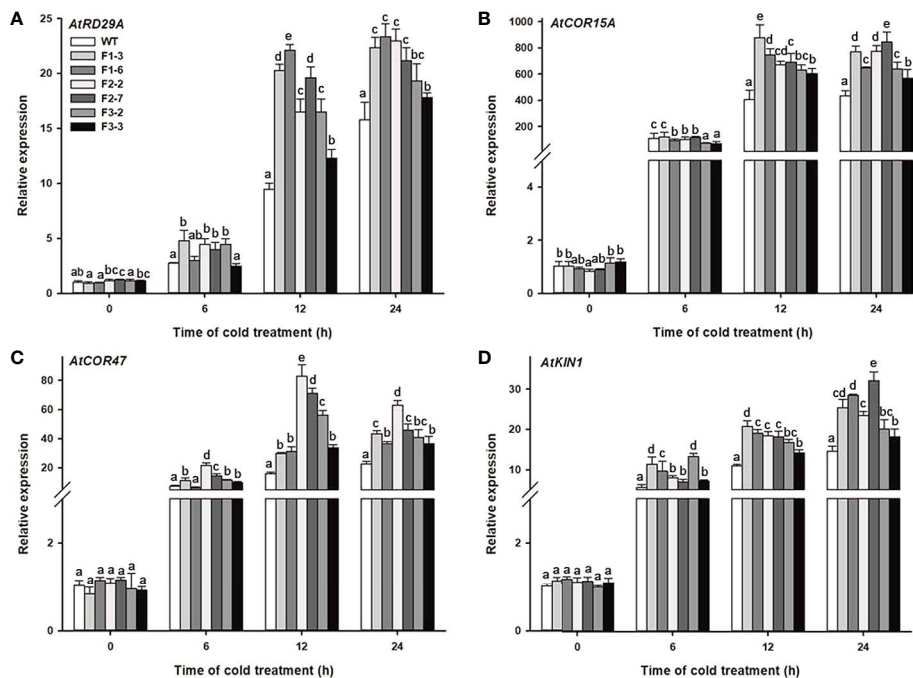 A
AtRD29A
WT
F1-3
F1-6
F2-2
F2-7
F3-2
F3-3
Relative expression
25
20
15
10
5
0
ab a a bc c a bc
a b ab b b b a
a d e c d c b
a c c c c bc b
0 6 12 24
Time of cold treatment (h)
B
AtCOR15A
Relative expression
1000
800
600
400
200
4
2
0
b b ab a ab b b
c c b b b a a
a e d cd c bc b
a d c d e bc b
0 6 12 24
Time of cold treatment (h)
C
AtCOR47
Relative expression
80
60
40
20
2
0
a a a a a a a
a b a d c b b
a b b e d c b
a c b d bc bc b
0 6 12 24
Time of cold treatment (h)
D
AtKIN1
Relative expression
30
20
10
2
0
a a a a a a a
a d c b b d b
a d c c c bc b
a cd d c e bc b
0 6 12 24
Time of cold treatment (h)